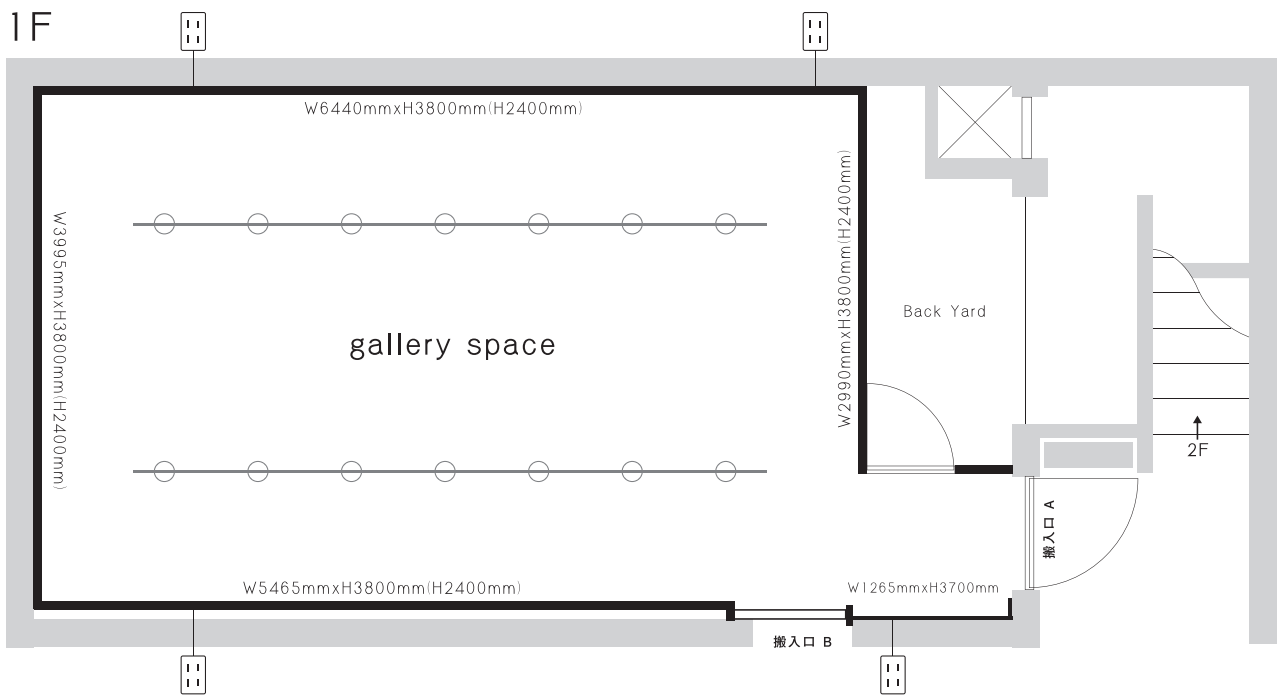 1F
W6440mmxH3800mm(H2400mm)
W3995mmxH3800mm(H2400mm)
W2990mmxH3800mm(H2400mm)
Back Yard
gallery space
2F
搬入口 A
W5465mmxH3800mm(H2400mm)
W1265mmxH3700mm
搬入口 B